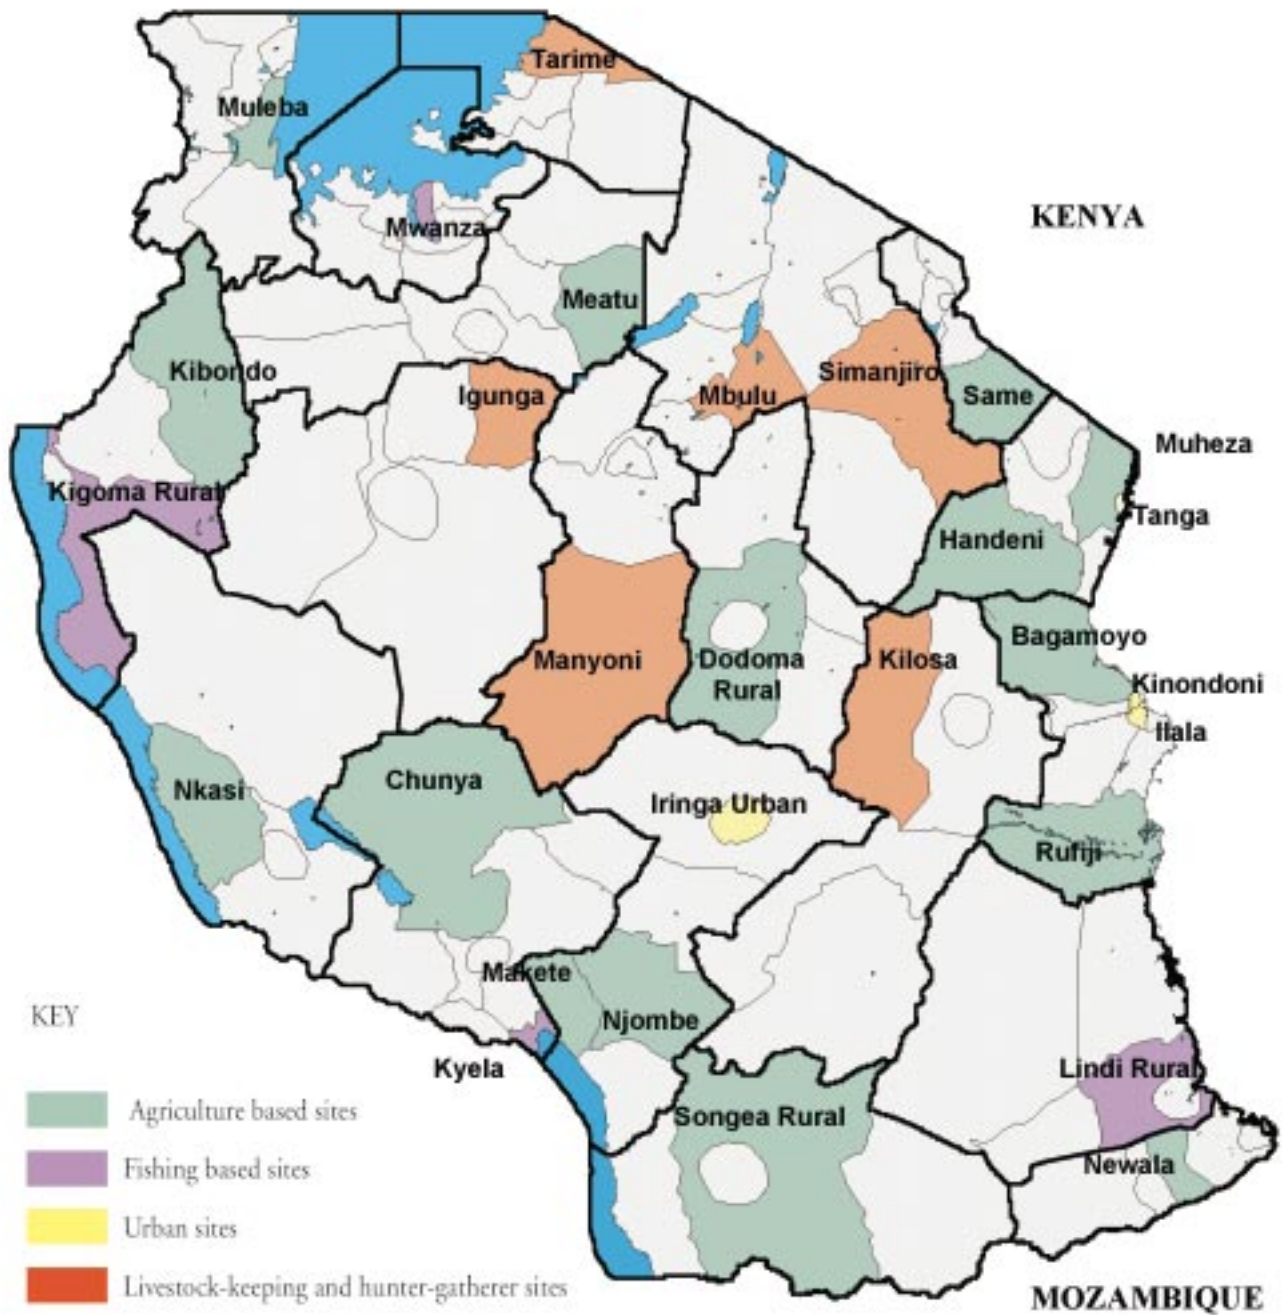 Tarime
Muleba
KENYA
Mwanza
Meatu
Kibondo
Igunga
Mbulu
Simanjiro
Same
Muheza
Kigoma Rural
Tanga
Handeni
Bagamoyo
Manyoni
Dodoma
Rural
Kilosa
Kinondoni
Ilala
Nkasi
Chunya
Iringa Urban
Rufiji
Makete
KEY
Njombe
Kyela
Lindi Rural
Agriculture based sites
Songea Rural
Fishing based sites
Newala
Urban sites
Livestock-keeping and hunter-gatherer sites
MOZAMBIQUE